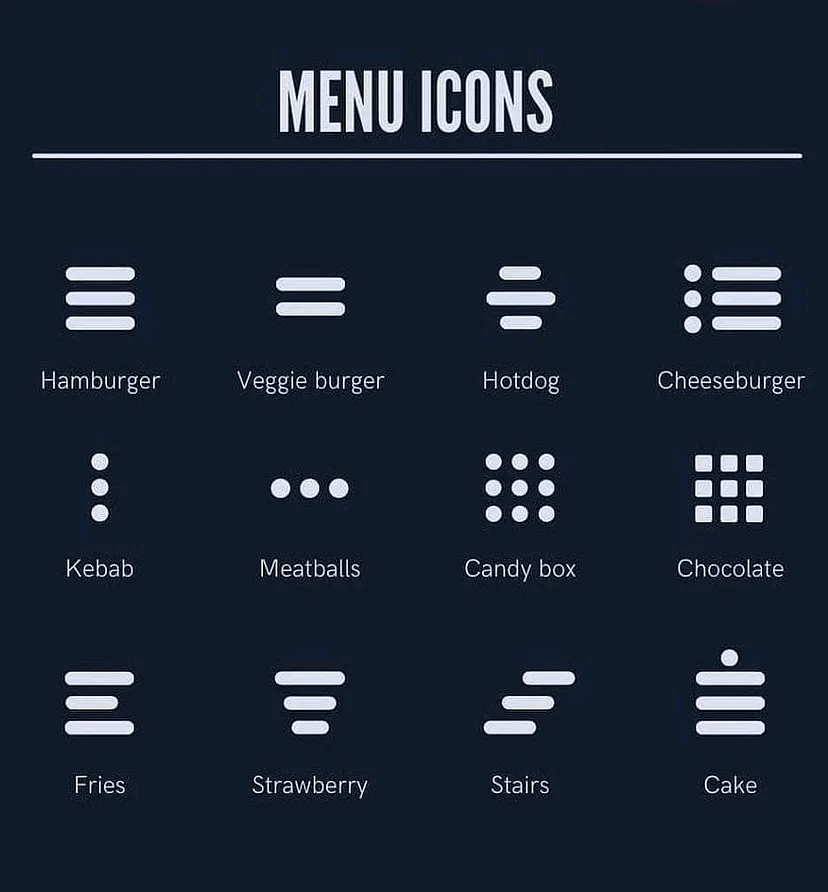 MENU ICONS
Hamburger
Veggie burger
Hotdog
Cheeseburger
Kebab
Meatballs
Candy box
Chocolate
Fries
Strawberry
Stairs
Cake